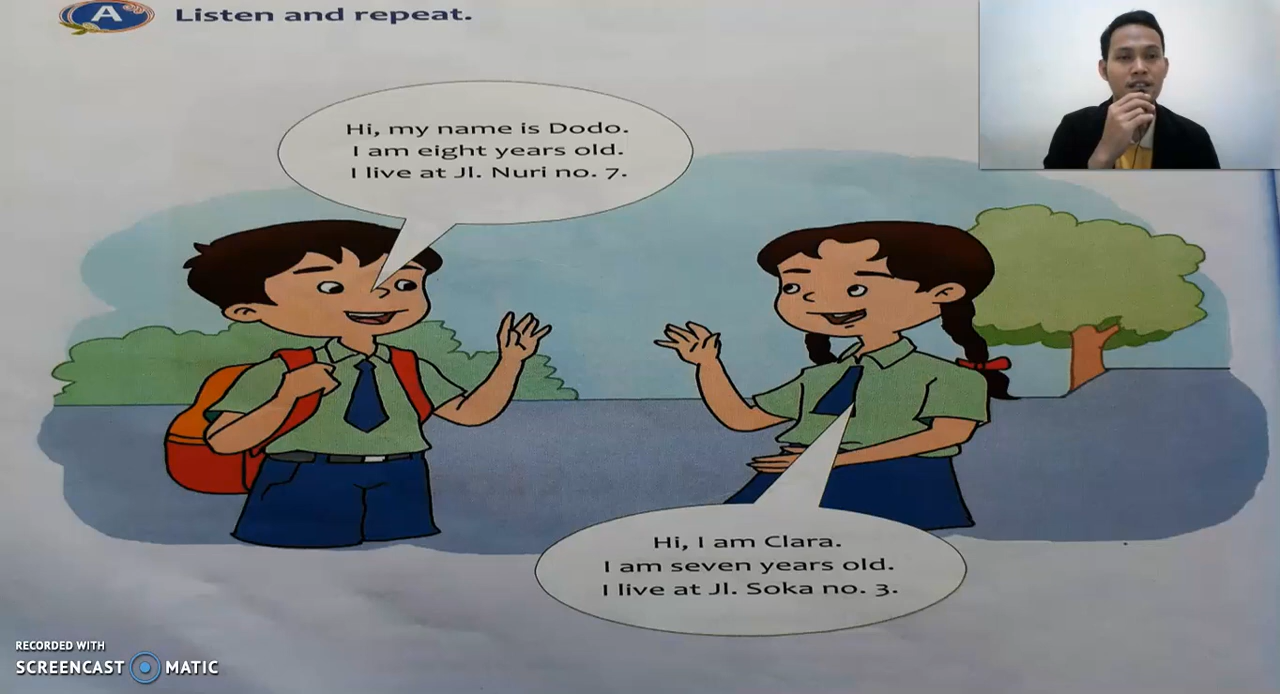 A Listen and repeat.
Hi, my name is Dodo.
I am eight years old.
I live at Jl. Nuri no. 7.
Hi, I am Clara.
I am seven years old.
I live at Jl. Soka no. 3.
RECORDED WITH
SCREENCAST MATIC